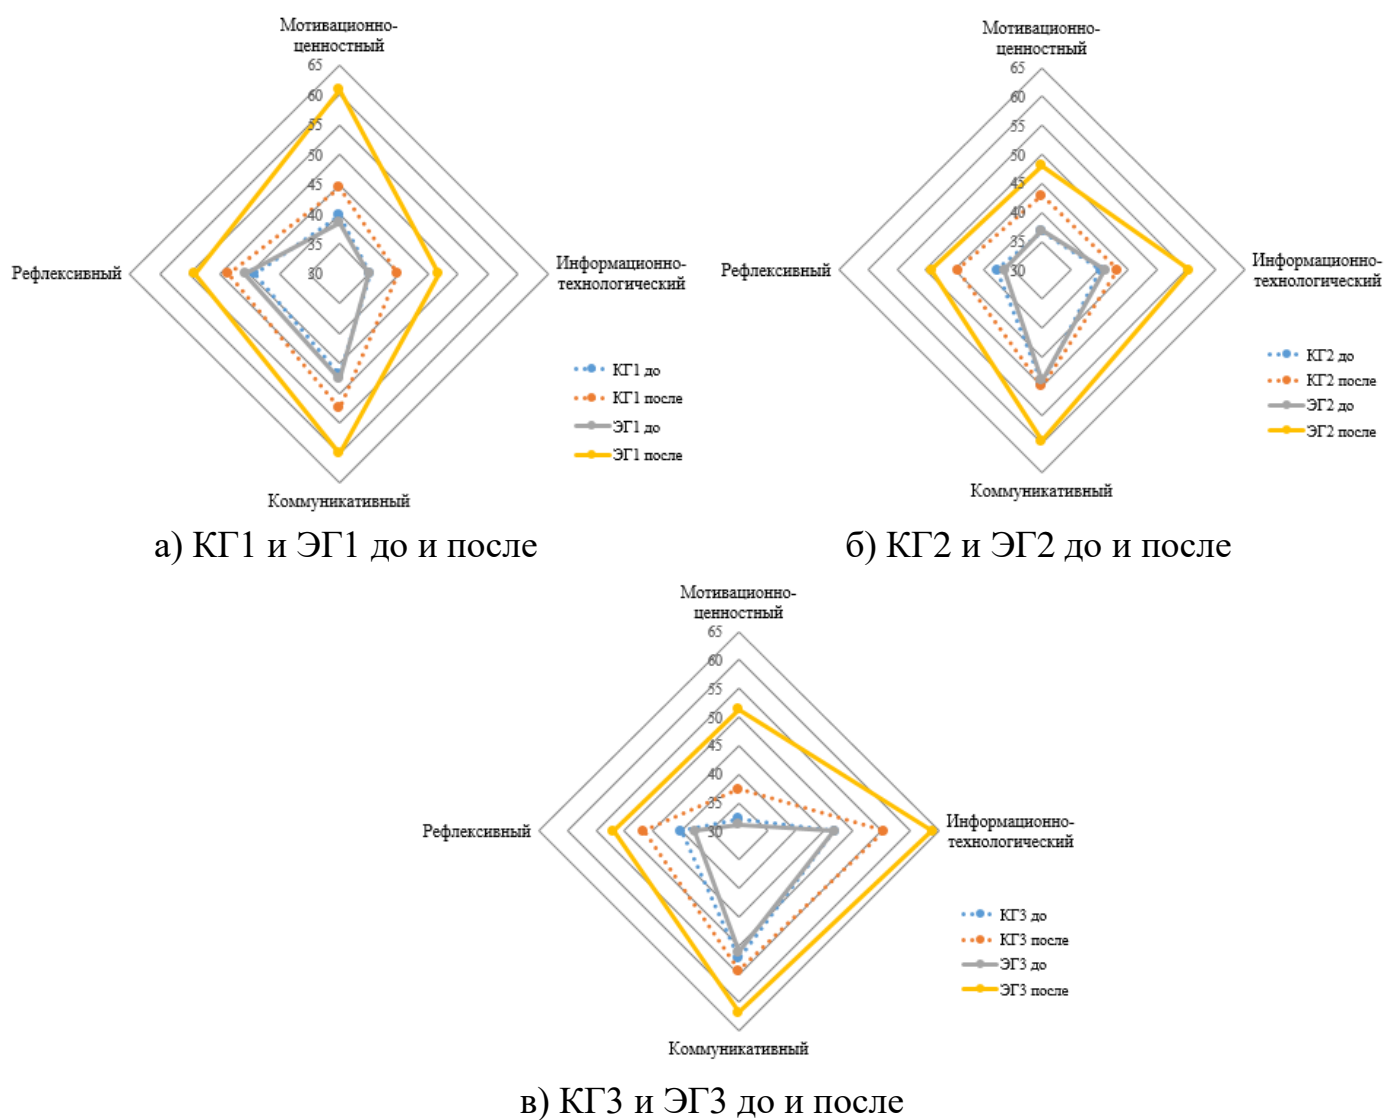 Мотивационно-
ценностный
65
60
55
50
45
40
35
30
Рефлексивный
Информационно-
технологический
Коммуникативный
КГ1 до
КГ1 после
ЭГ1 до
ЭГ1 после
а) КГ1 и ЭГ1 до и после
Мотивационно-
ценностный
65
60
55
50
45
40
35
30
Рефлексивный
Информационно-
технологический
Коммуникативный
КГ2 до
КГ2 после
ЭГ2 до
ЭГ2 после
б) КГ2 и ЭГ2 до и после
Мотивационно-
ценностный
65
60
55
50
45
40
35
30
Рефлексивный
Информационно-
технологический
Коммуникативный
КГ3 до
КГ3 после
ЭГ3 до
ЭГ3 после
в) КГ3 и ЭГ3 до и после